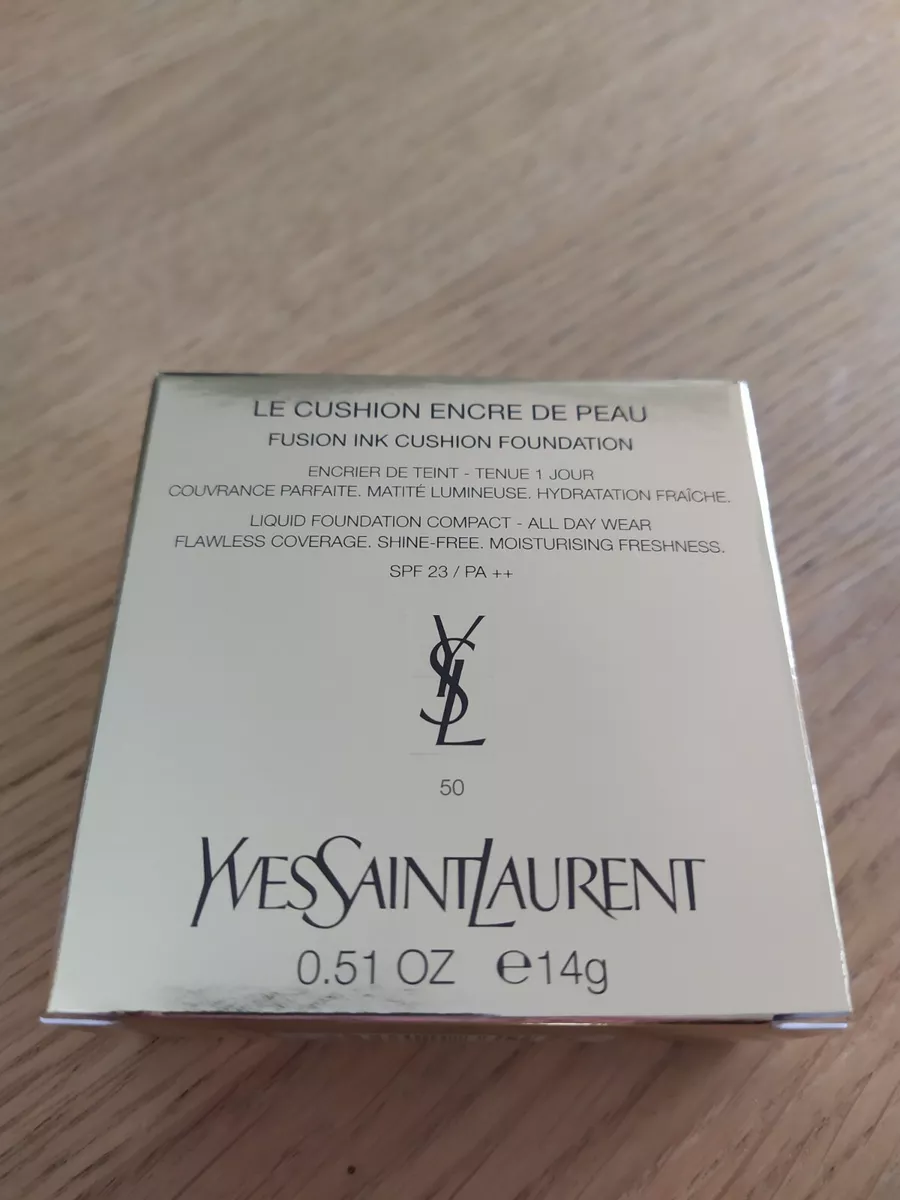 LE CUSHION ENCRE DE PEAU
FUSION INK CUSHION FOUNDATION
ENCRIER DE TEINT - TENUE 1 JOUR
COUVRANCE PARFAITE. MATITÉ LUMINEUSE. HYDRATATION FRAÎCHE.
LIQUID FOUNDATION COMPACT - ALL DAY WEAR
FLAWLESS COVERAGE. SHINE-FREE. MOISTURISING FRESHNESS.
SPF 23 / PA ++
YSL
50
YVESSAINTLAURENT
0.51 OZ ℮14g